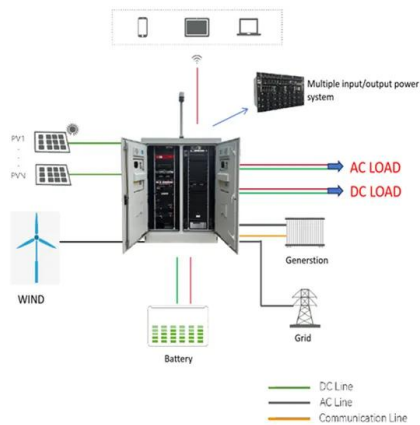 Multiple input/output power
system
PV1
PVN
AC LOAD
DC LOAD
WIND
Generstion
Battery
Grid
DC Line
AC Line
Communication Line